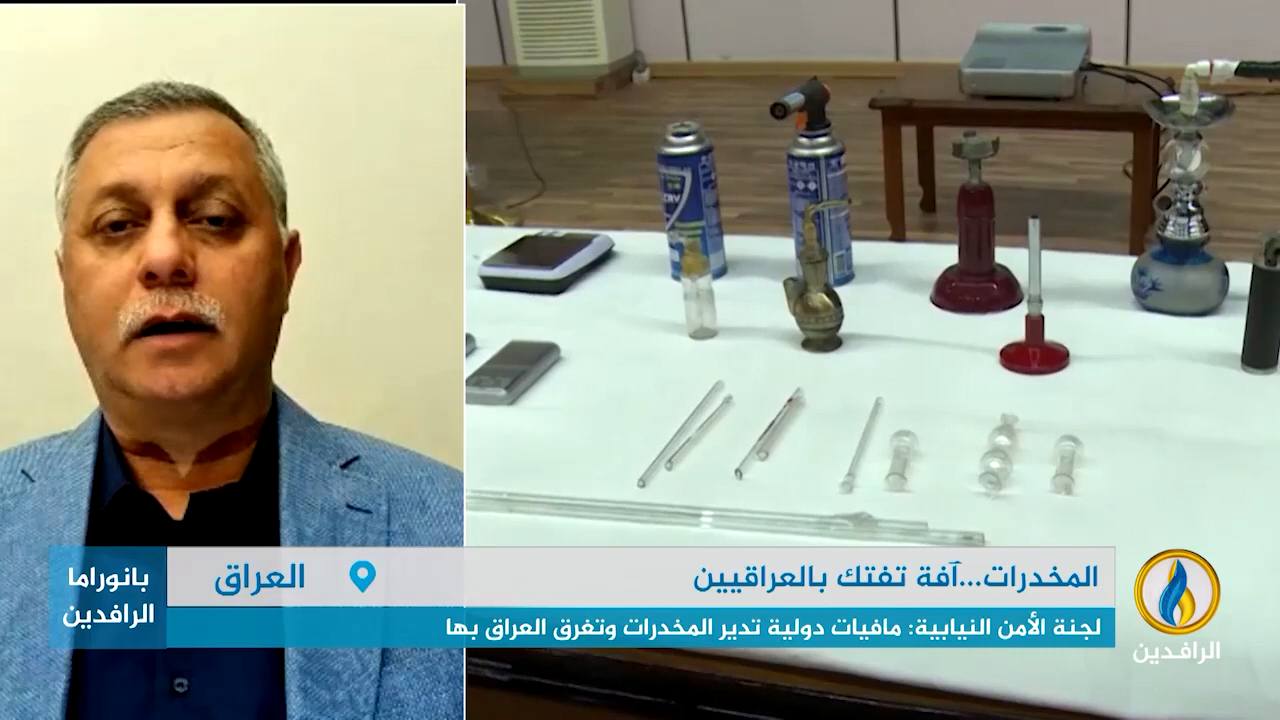 المخدرات...آفة تفتك بالعراقيين
العراق
لجنة الأمن النيابية: مافيات دولية تدير المخدرات وتغرق العراق بها
بانوراما
الرافدين
الرافدين